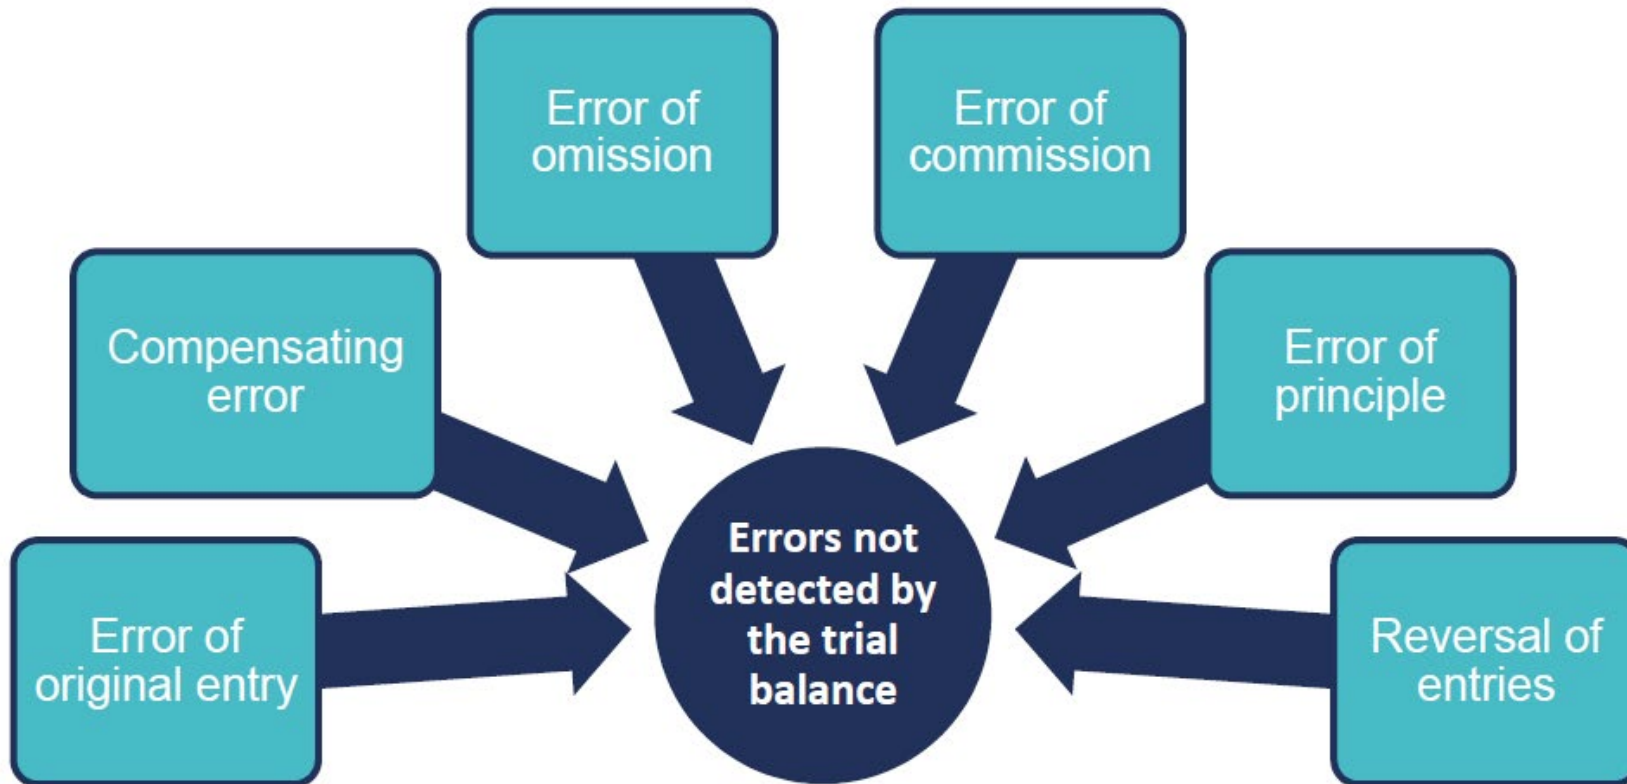 Error of
omission
Error of
commission
Compensating
error
Error of
principle
Errors not
detected by
the trial
balance
Error of
original entry
Reversal of
entries